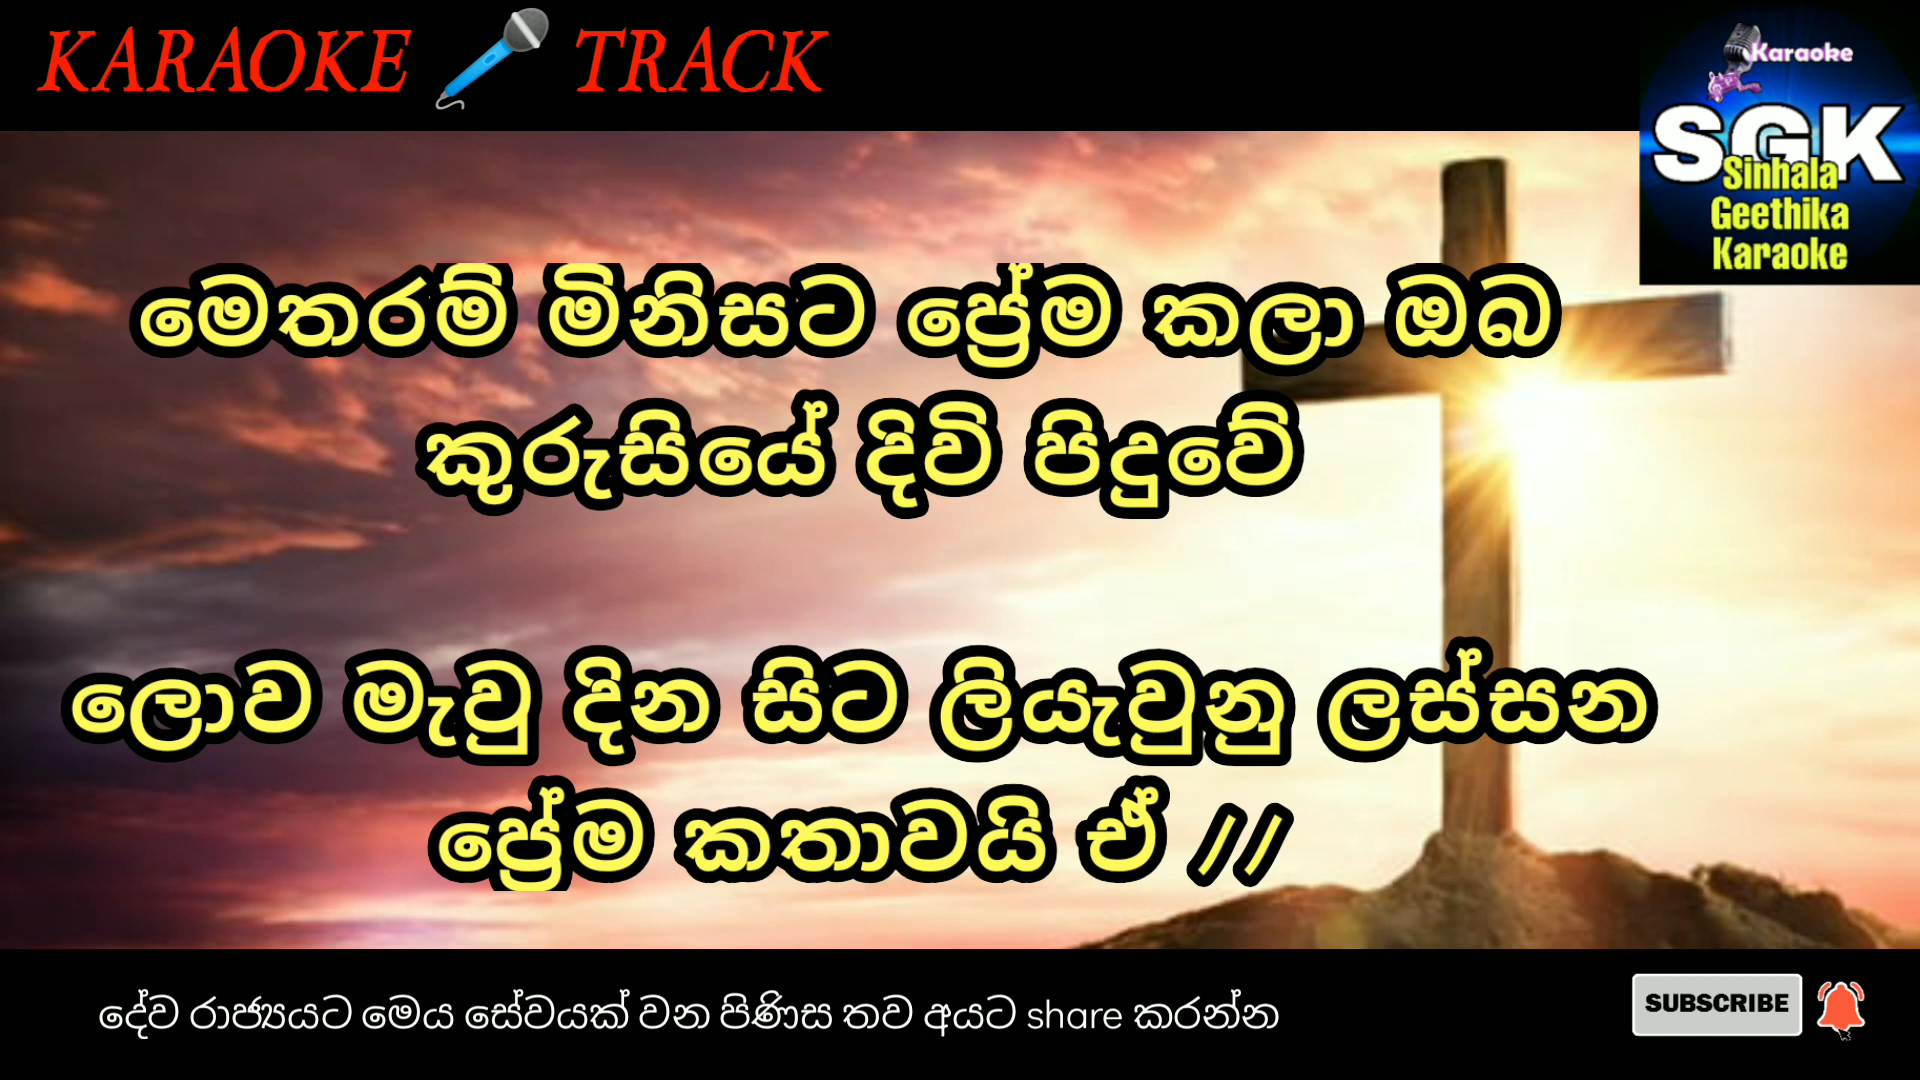 KARAOKE TRACK
Karaoke
SGK
Sinhala
Geethika
Karaoke
මෙතරම් මිනිසට ප්‍රේම කලා ඔබ
කුරුසියේ දිවි පිදුවේ
ලොව මැවූ දින සිට ලියැවුනු ලස්සන
ප්‍රේම කතාවයි ඒ //
දේව රාජ්‍යයට මෙය සේවයක් වන පිණිස තව අයට share කරන්න
SUBSCRIBE